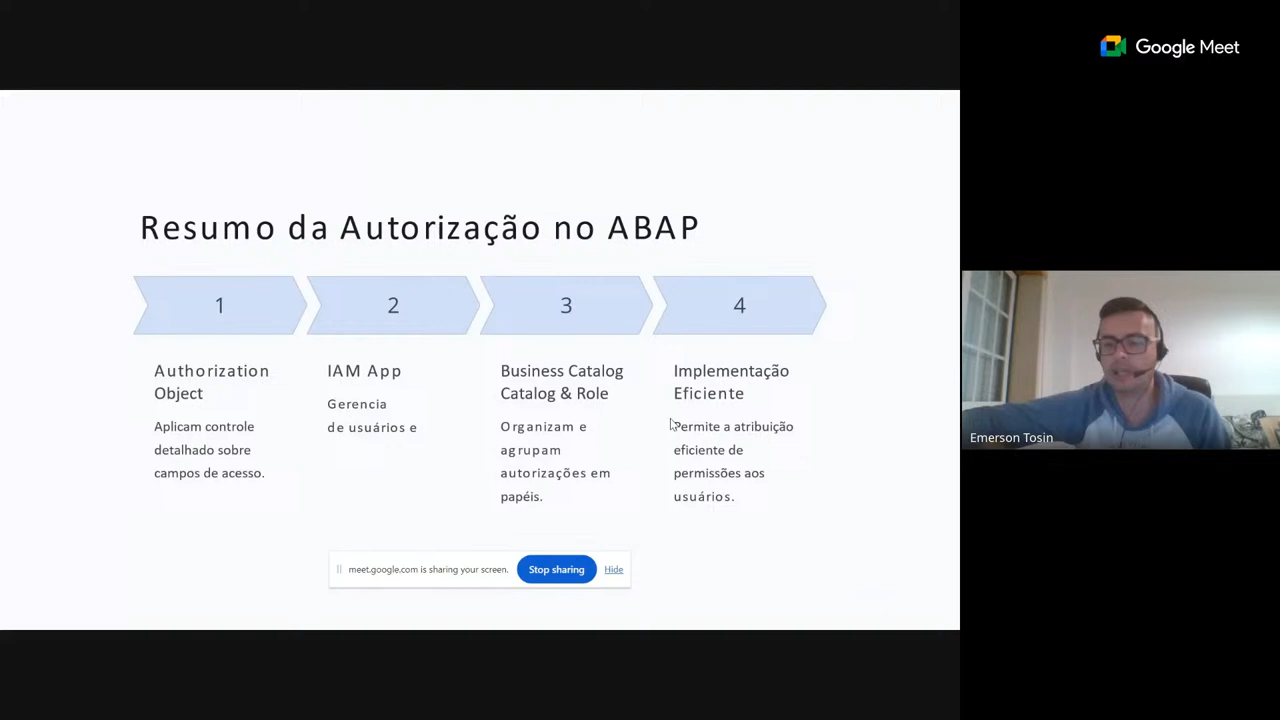 Google Meet
Resumo da Autorização no ABAP
1
2
3
4
Authorization
Object
Aplicam controle
detalhado sobre
campos de acesso.
IAM App
Gerencia
de usuários e
Business Catalog
Catalog & Role
Organizam e
agrupam
autorizações em
papéis.
Implementação
Eficiente
Permite a atribuição
eficiente de
permissões aos
usuários.
meet.google.com is sharing your screen.
Stop sharing
Hide
Emerson Tosin